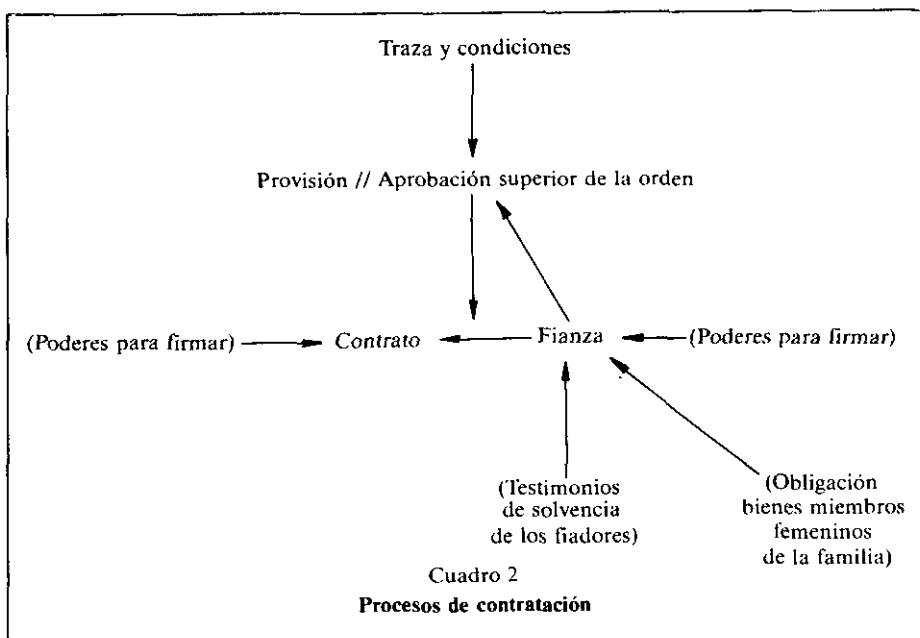 Traza y condiciones
Provisión // Aprobación superior de la orden
(Poderes para firmar)
Contrato
Fianza
(Poderes para firmar)
(Testimonios
de solvencia
de los fiadores)
(Obligación
bienes miembros
femeninos
de la familia)
Cuadro 2
Procesos de contratación